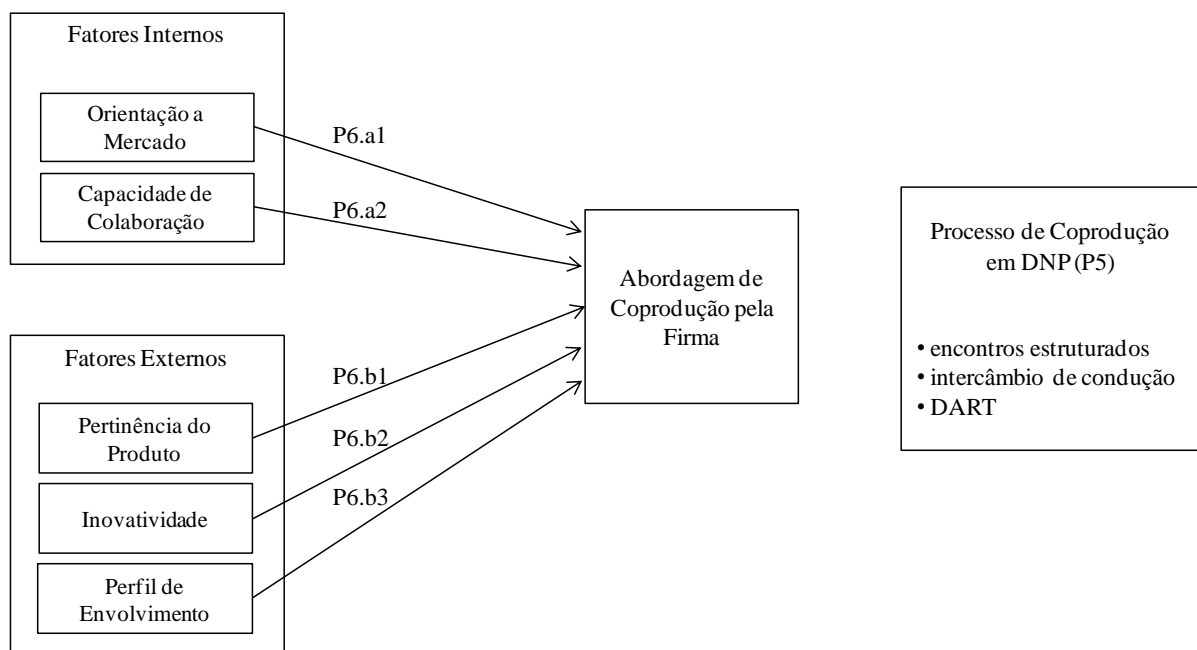 Fatores Internos
Orientação a
Mercado
Capacidade de
Colaboração
P6.a1
P6.a2
Fatores Externos
Pertinência do
Produto
Inovatividade
Perfil de
Envolvimento
P6.b1
P6.b2
P6.b3
Abordagem de
Coprodução pela
Firma
Processo de Coprodução
em DNP (P5)
• encontros estruturados
• intercâmbio de condução
• DART